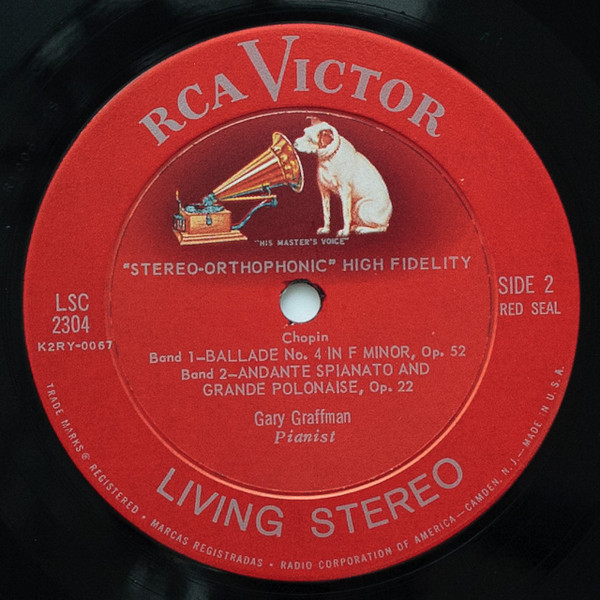 RCA VICTOR
"HIS MASTER'S VOICE"
"STEREO-ORTHOPHONIC" HIGH FIDELITY
LSC
2304
K2RY-0067
SIDE 2
RED SEAL
Chopin
Band 1—BALLADE No. 4 IN F MINOR, Op. 52
Band 2—ANDANTE SPIANATO AND
GRANDE POLONAISE, Op. 22
Gary Graffman
Pianist
LIVING STEREO
TRADE MARKS ® REGISTERED • MARCAS REGISTRADAS • RADIO CORPORATION OF AMERICA—CAMDEN, N.J.—MADE IN U.S.A.